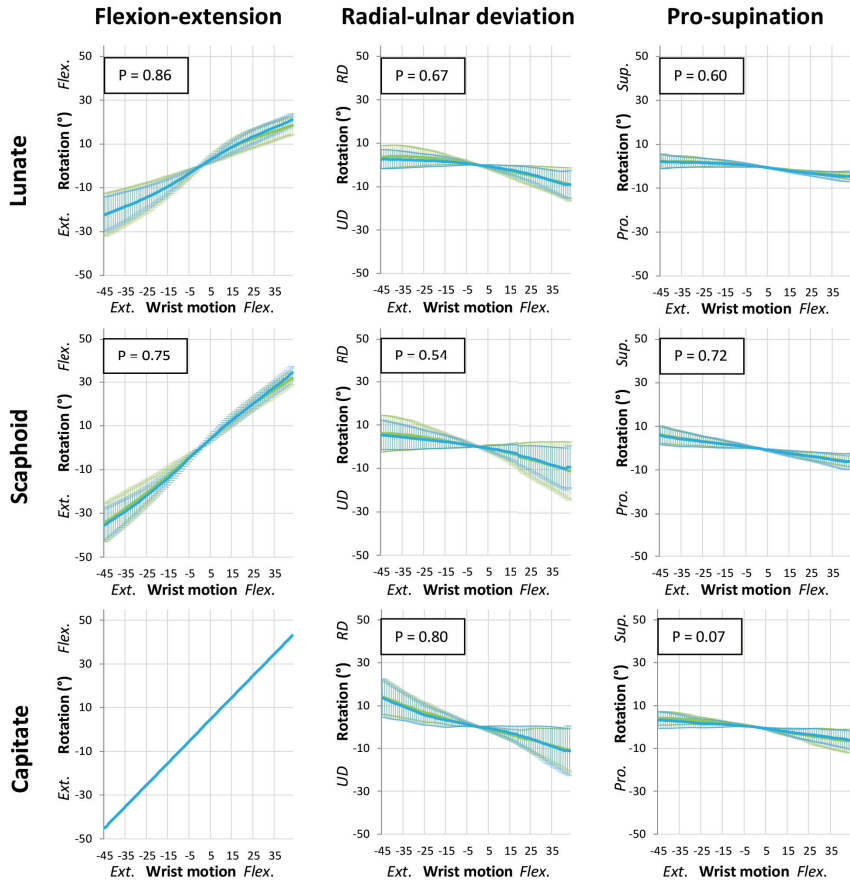 Flexion-extension Radial-ulnar deviation Pro-supination
Lunate
Rotation (°)
Ext. Flex.
50
30
10
-10
-30
-50
P = 0.86
-45 -35 -25 -15 5 15 25 35
Ext. Wrist motion Flex.
Rotation (°)
UD RD
50
30
10
-10
-30
-50
P = 0.67
-45 -35 -25 -15 -5 5 15 25 35
Ext. Wrist motion Flex.
Rotation (°)
Pro. Sup.
50
30
10
-10
-30
-50
P = 0.60
-45 -35 -25 -15 -5 5 15 25 35
Ext. Wrist motion Flex.
Scaphoid
Rotation (°)
Ext. Flex.
50
30
10
-10
-30
-50
P = 0.75
-45 -35 -25 -15 -5 5 15 25 35
Ext. Wrist motion Flex.
Rotation (°)
UD RD
50
30
10
-10
-30
-50
P = 0.54
-45 -35 -25 -15 -5 5 15 25 35
Ext. Wrist motion Flex.
Rotation (°)
Pro. Sup.
50
30
10
-10
-30
-50
P = 0.72
-45 -35 -25 -15 -5 5 15 25 35
Ext. Wrist motion Flex.
Capitate
Rotation (°)
Ext. Flex.
50
30
10
-10
-30
-50
-45 -35 -25 -15 -5 5 15 25 35
Ext. Wrist motion Flex.
Rotation (°)
UD RD
50
30
10
-10
-30
-50
P = 0.80
-45 -35 -25 -15 -5 5 15 25 35
Ext. Wrist motion Flex.
Rotation (°)
Pro. Sup.
50
30
10
-10
-30
-50
P = 0.07
-45 -35 -25 -15 -5 5 15 25 35
Ext. Wrist motion Flex.